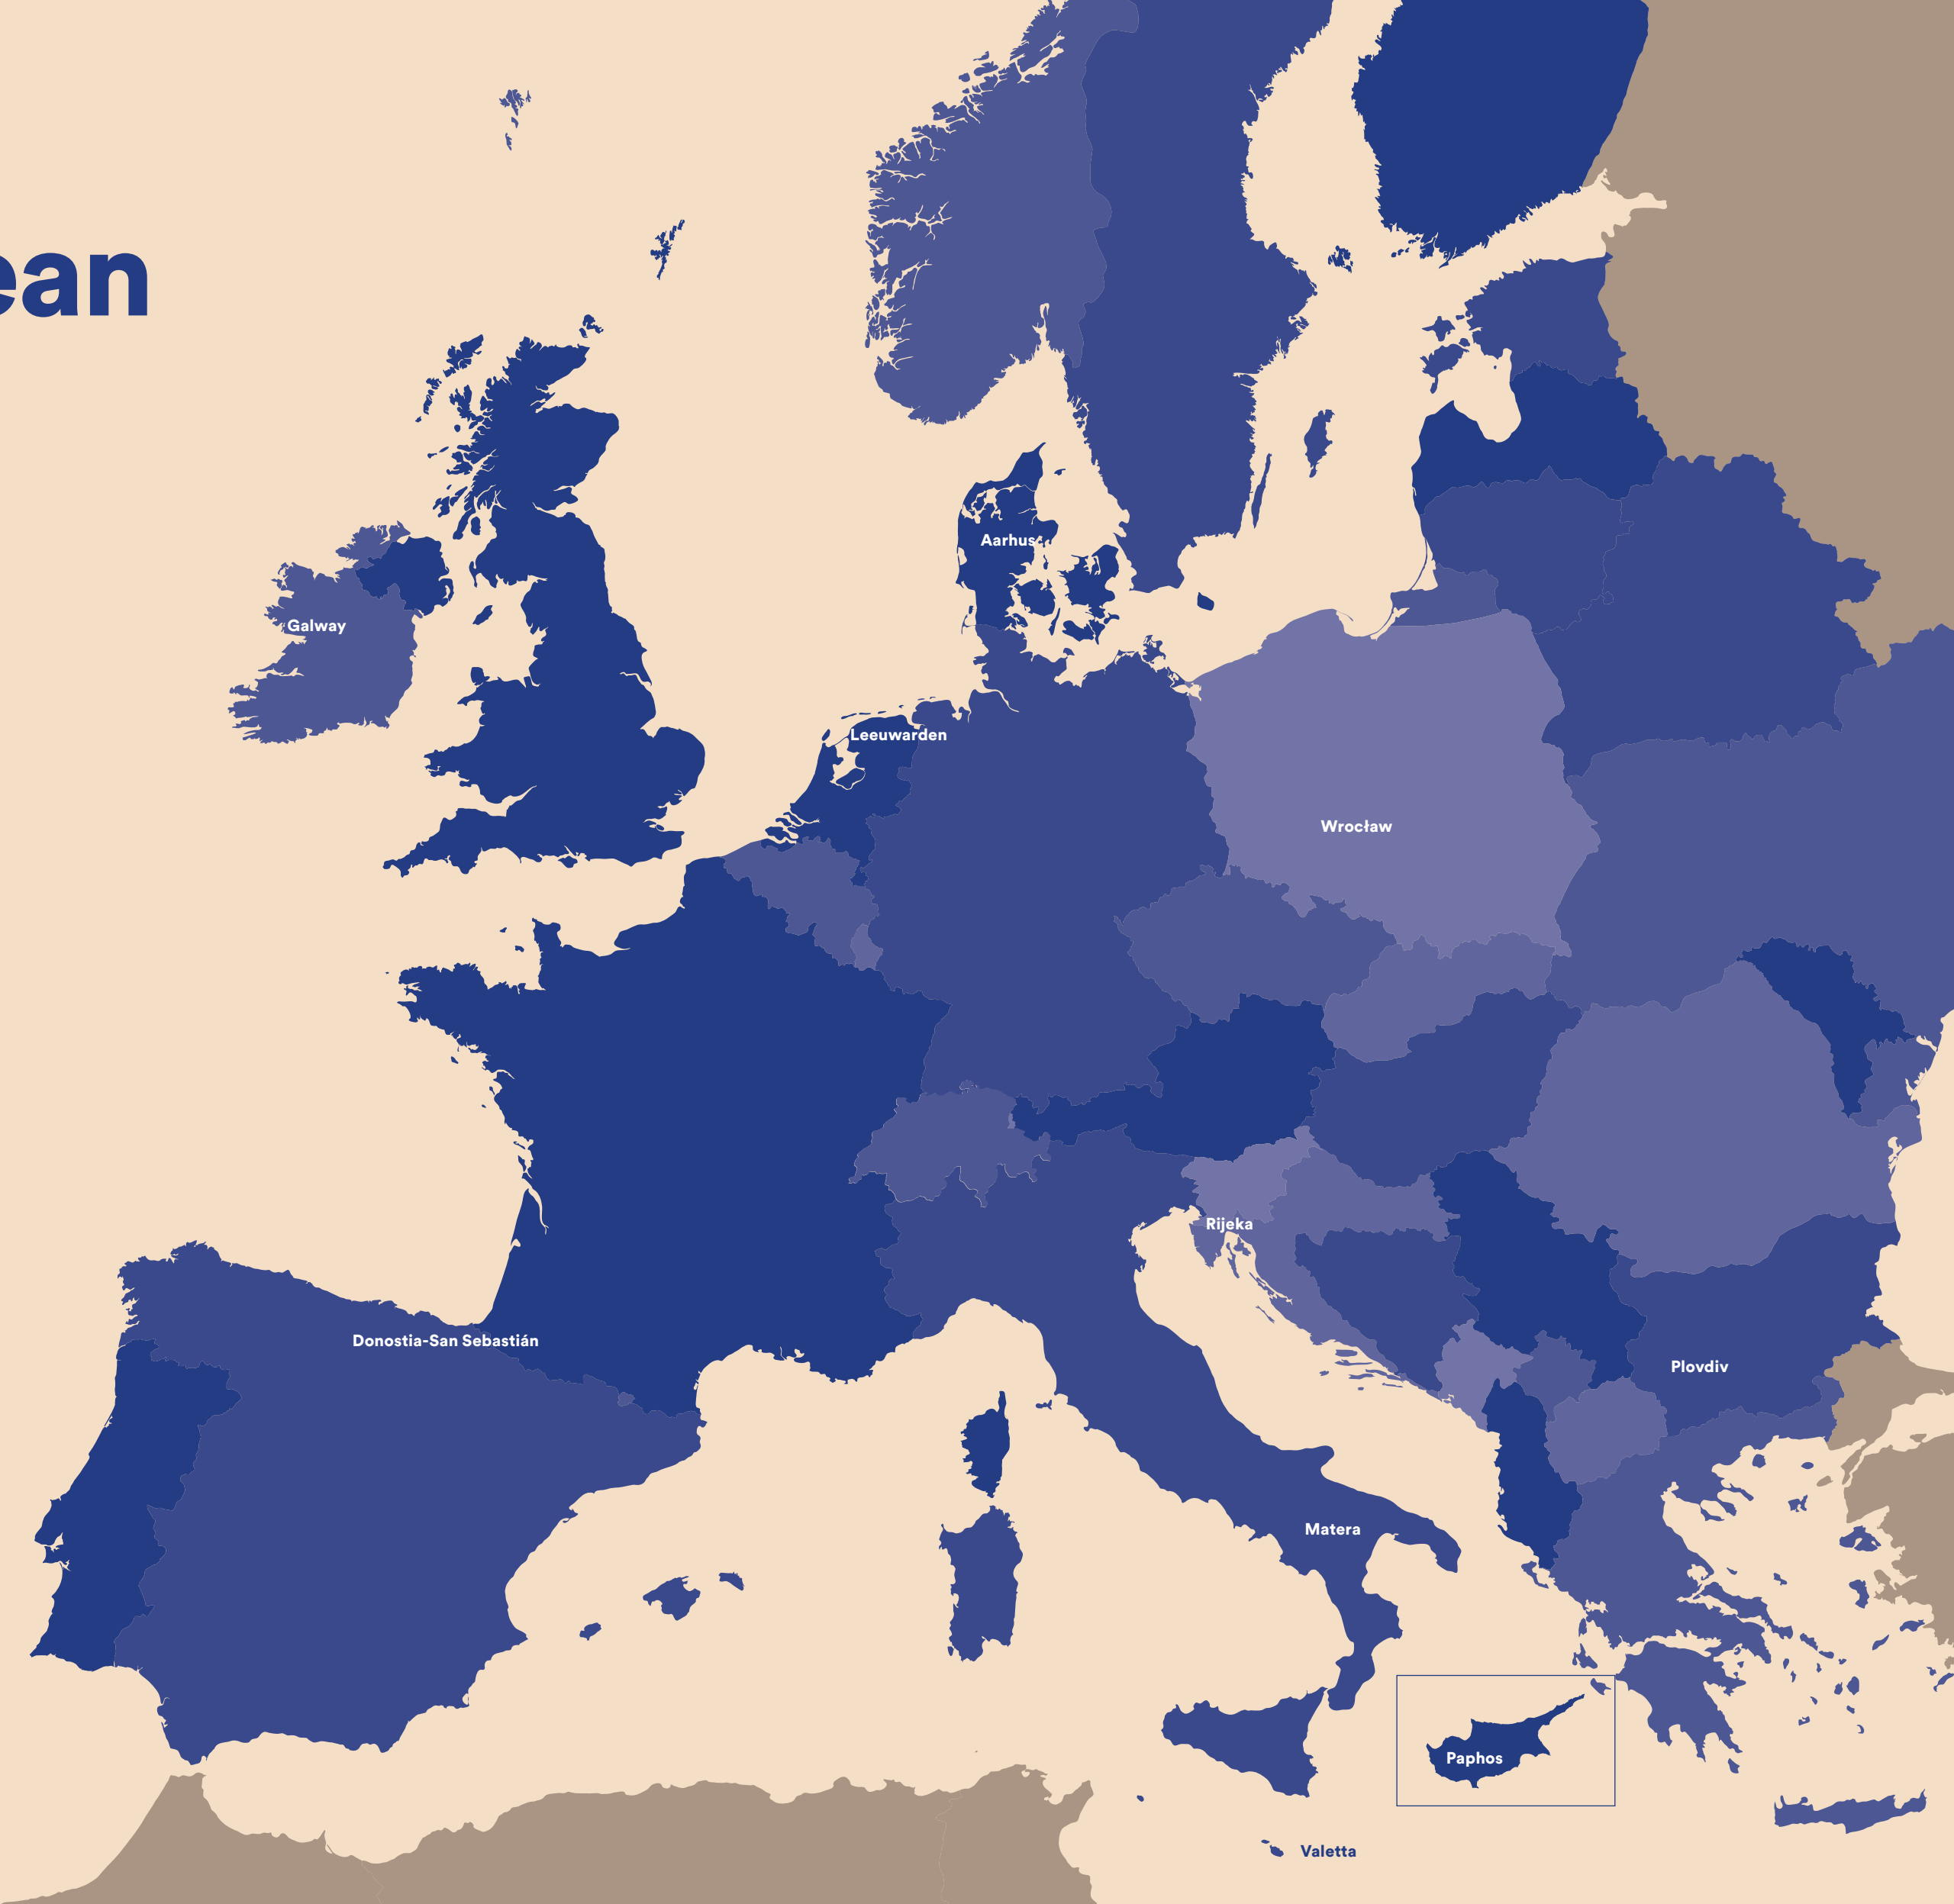 ean
Aarhus
Galway
Leeuwarden
Wrocław
Rijeka
Donostia-San Sebastián
Plovdiv
Matera
Paphos
Valetta